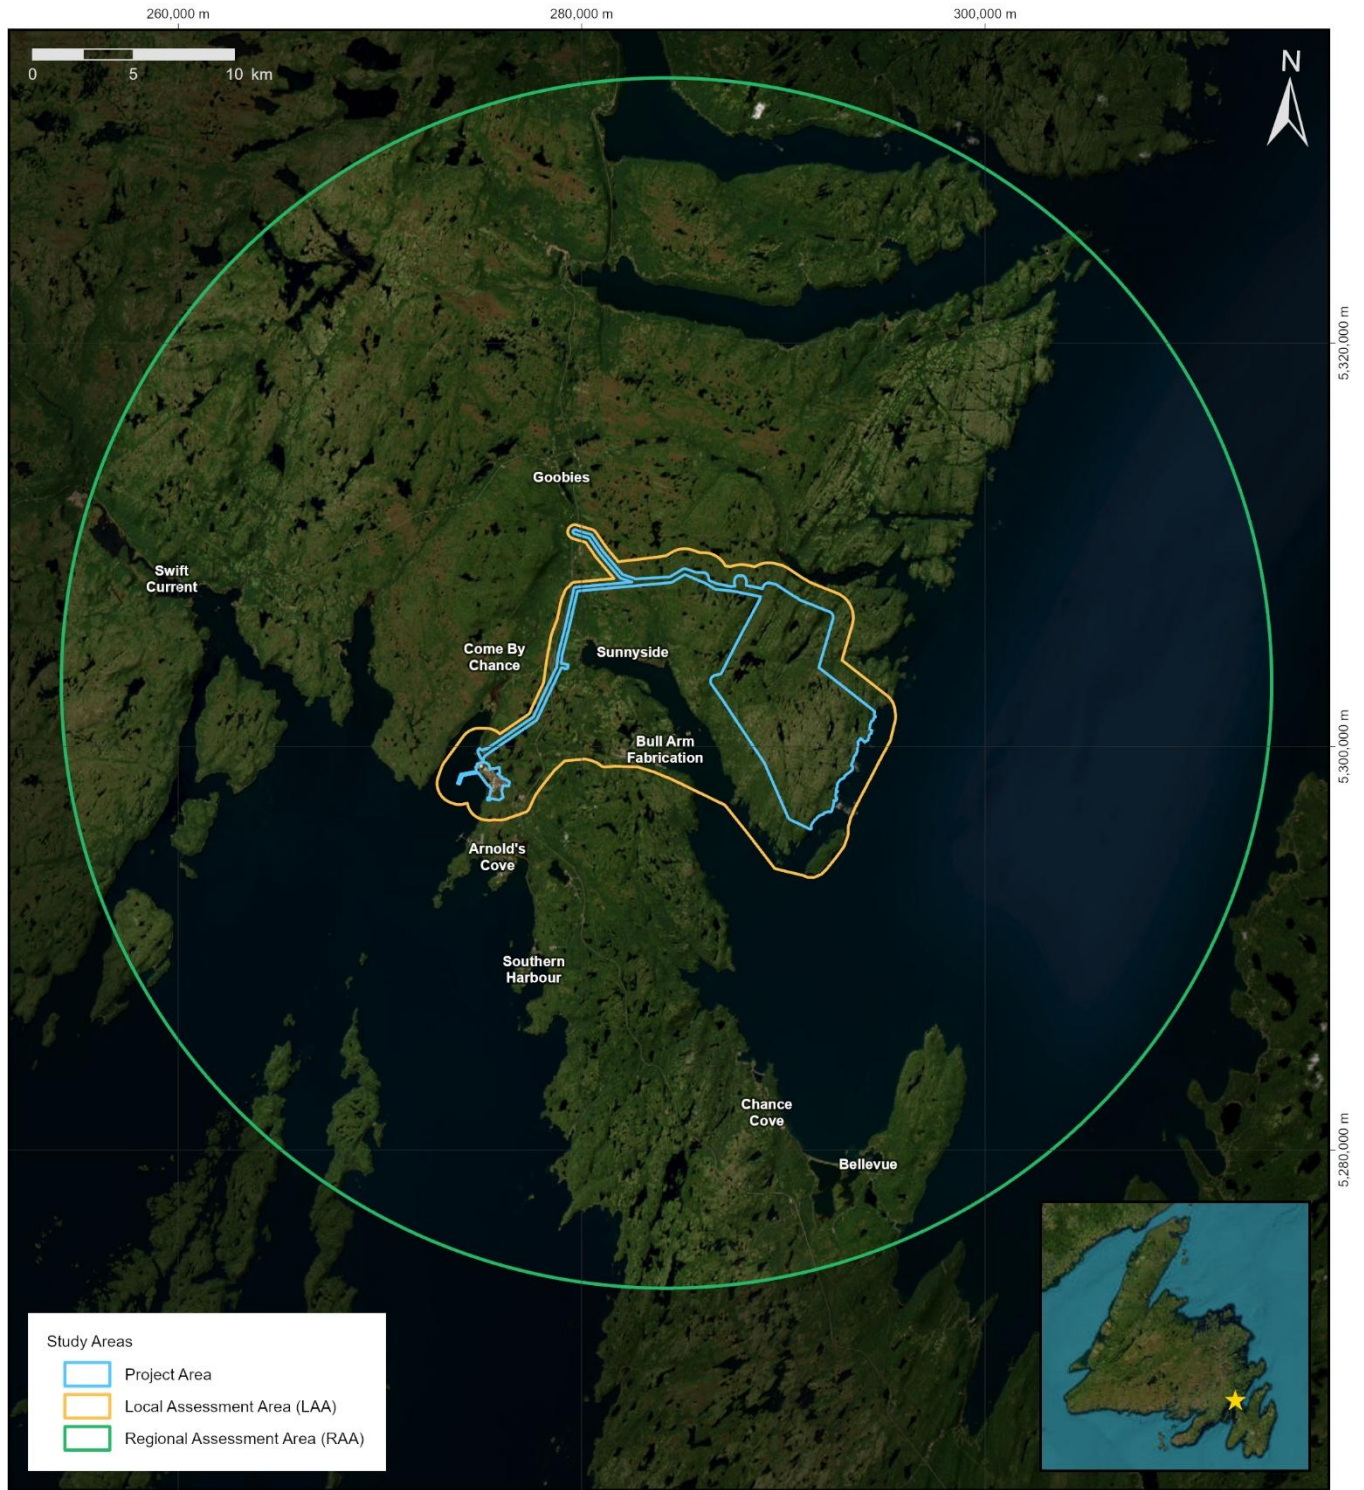 260,000 m
280,000 m
300,000 m
0 5 10 km
N
5,320,000 m
Goobies
Swift
Current
Come By
Chance
Sunnyside
Bull Arm
Fabrication
5,300,000 m
Arnold's
Cove
Southern
Harbour
Chance
Cove
Bellevue
5,280,000 m
Study Areas
Project Area
Local Assessment Area (LAA)
Regional Assessment Area (RAA)